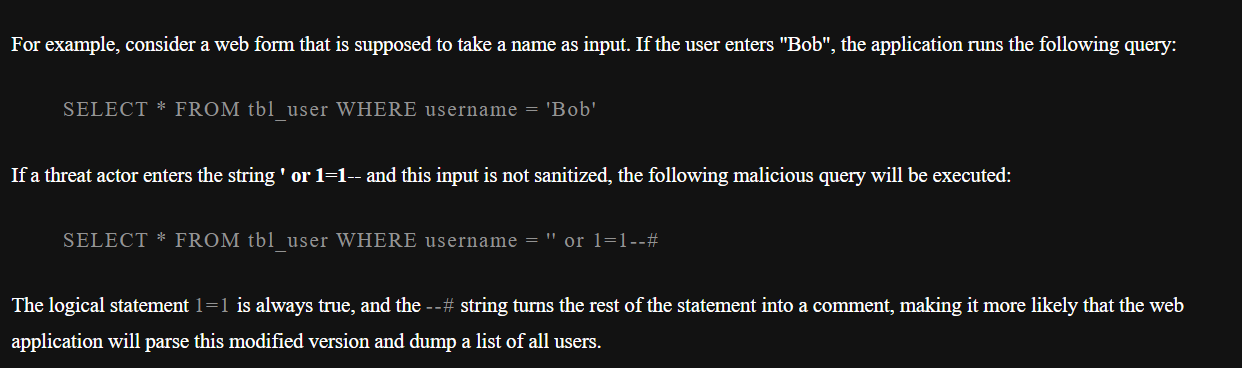 For example, consider a web form that is supposed to take a name as input. If the user enters "Bob", the application runs the following query:
SELECT * FROM tbl_user WHERE username = 'Bob'
If a threat actor enters the string ' or 1=1-- and this input is not sanitized, the following malicious query will be executed:
SELECT * FROM tbl_user WHERE username = '' or 1=1--#
The logical statement 1=1 is always true, and the --# string turns the rest of the statement into a comment, making it more likely that the web
application will parse this modified version and dump a list of all users.